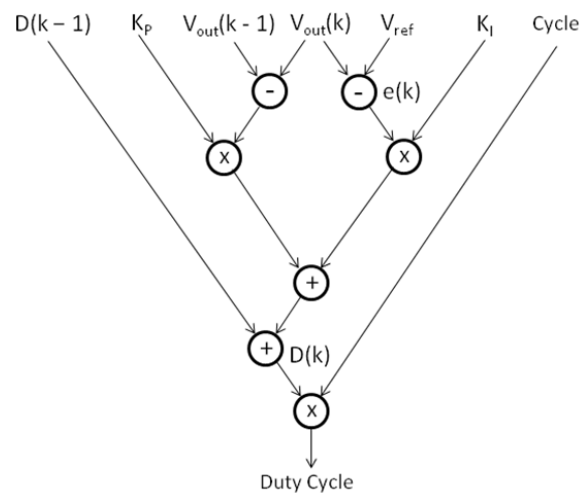 D(k – 1) K_P V_out(k - 1) V_out(k) V_ref K_I Cycle
- - e(k)
x x
+
+ D(k)
x
Duty Cycle